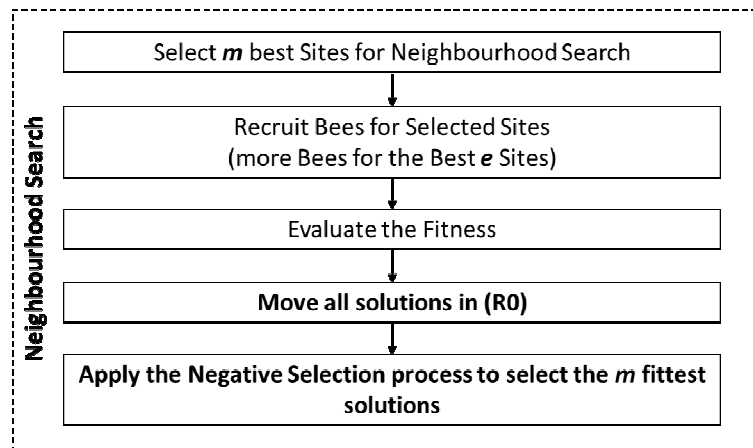 Neighbourhood Search
Select m best Sites for Neighbourhood Search
Recruit Bees for Selected Sites
(more Bees for the Best e Sites)
Evaluate the Fitness
Move all solutions in (R0)
Apply the Negative Selection process to select the m fittest
solutions